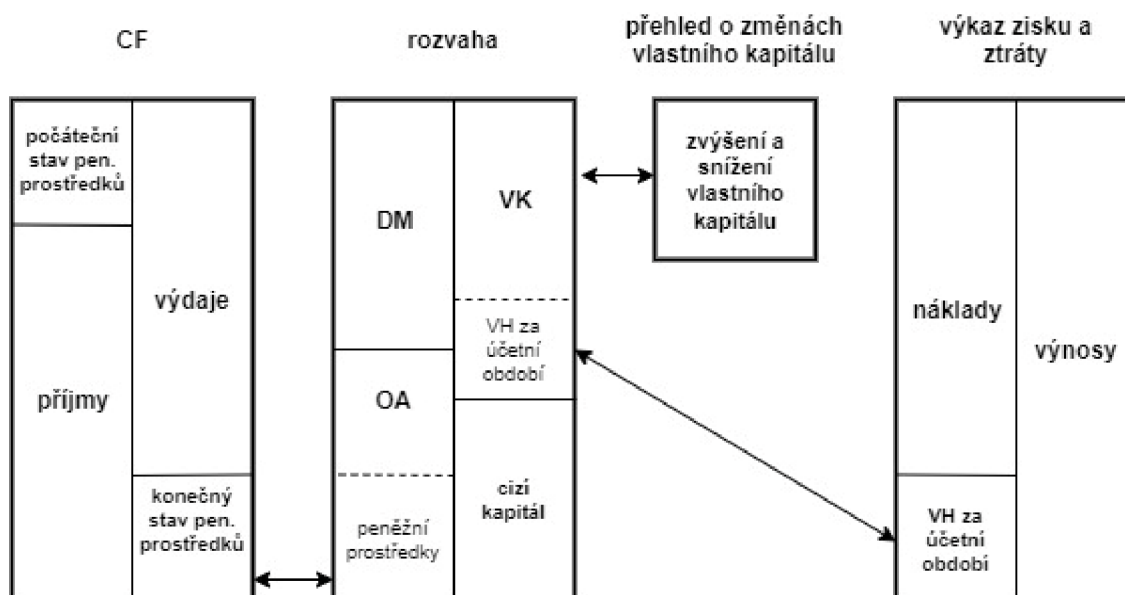 CF
rozvaha
přehled o změnách
vlastního kapitálu
výkaz zisku a
ztráty
počáteční
stav pen.
prostředků
příjmy
výdaje
konečný
stav pen.
prostředků
DM
OA
peněžní
prostředky
VK
VH za
účetní
období
cizí
kapitál
zvýšení a
snížení
vlastního
kapitálu
náklady
VH za
účetní
období
výnosy